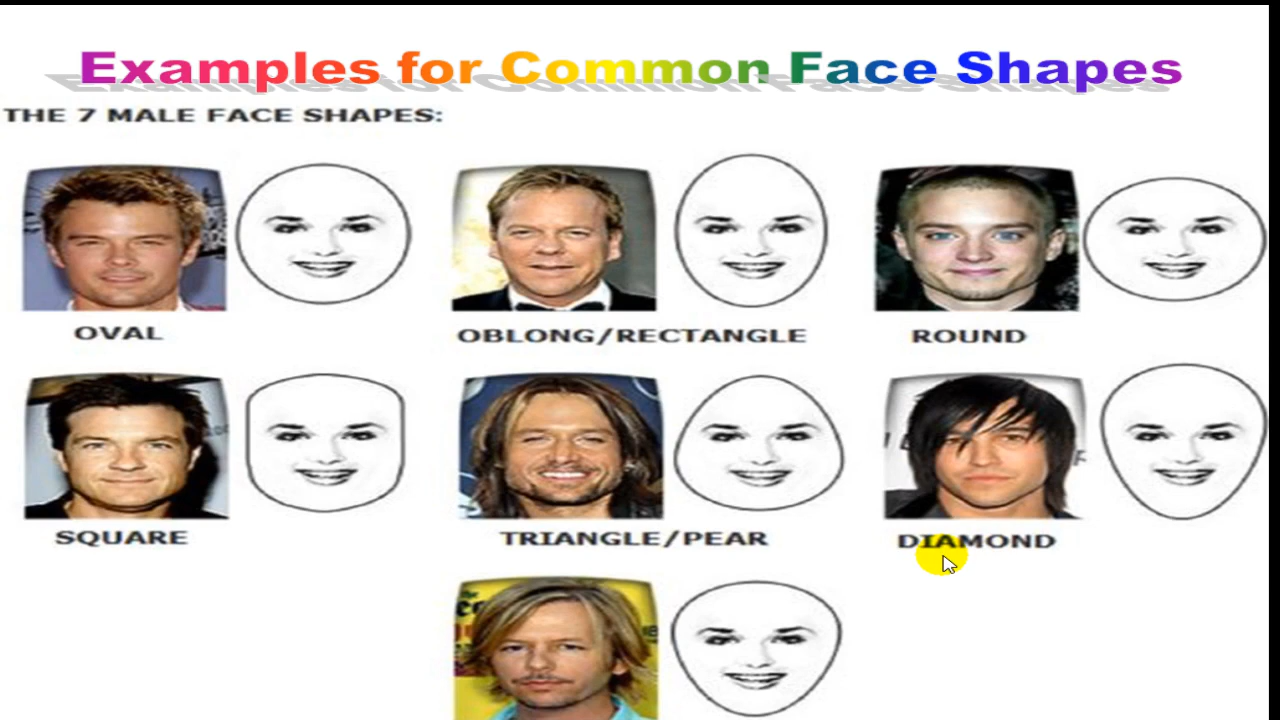 Examples for Common Face Shapes
THE 7 MALE FACE SHAPES:
OVAL
OBLONG/RECTANGLE
ROUND
SQUARE
TRIANGLE/PEAR
DIAMOND